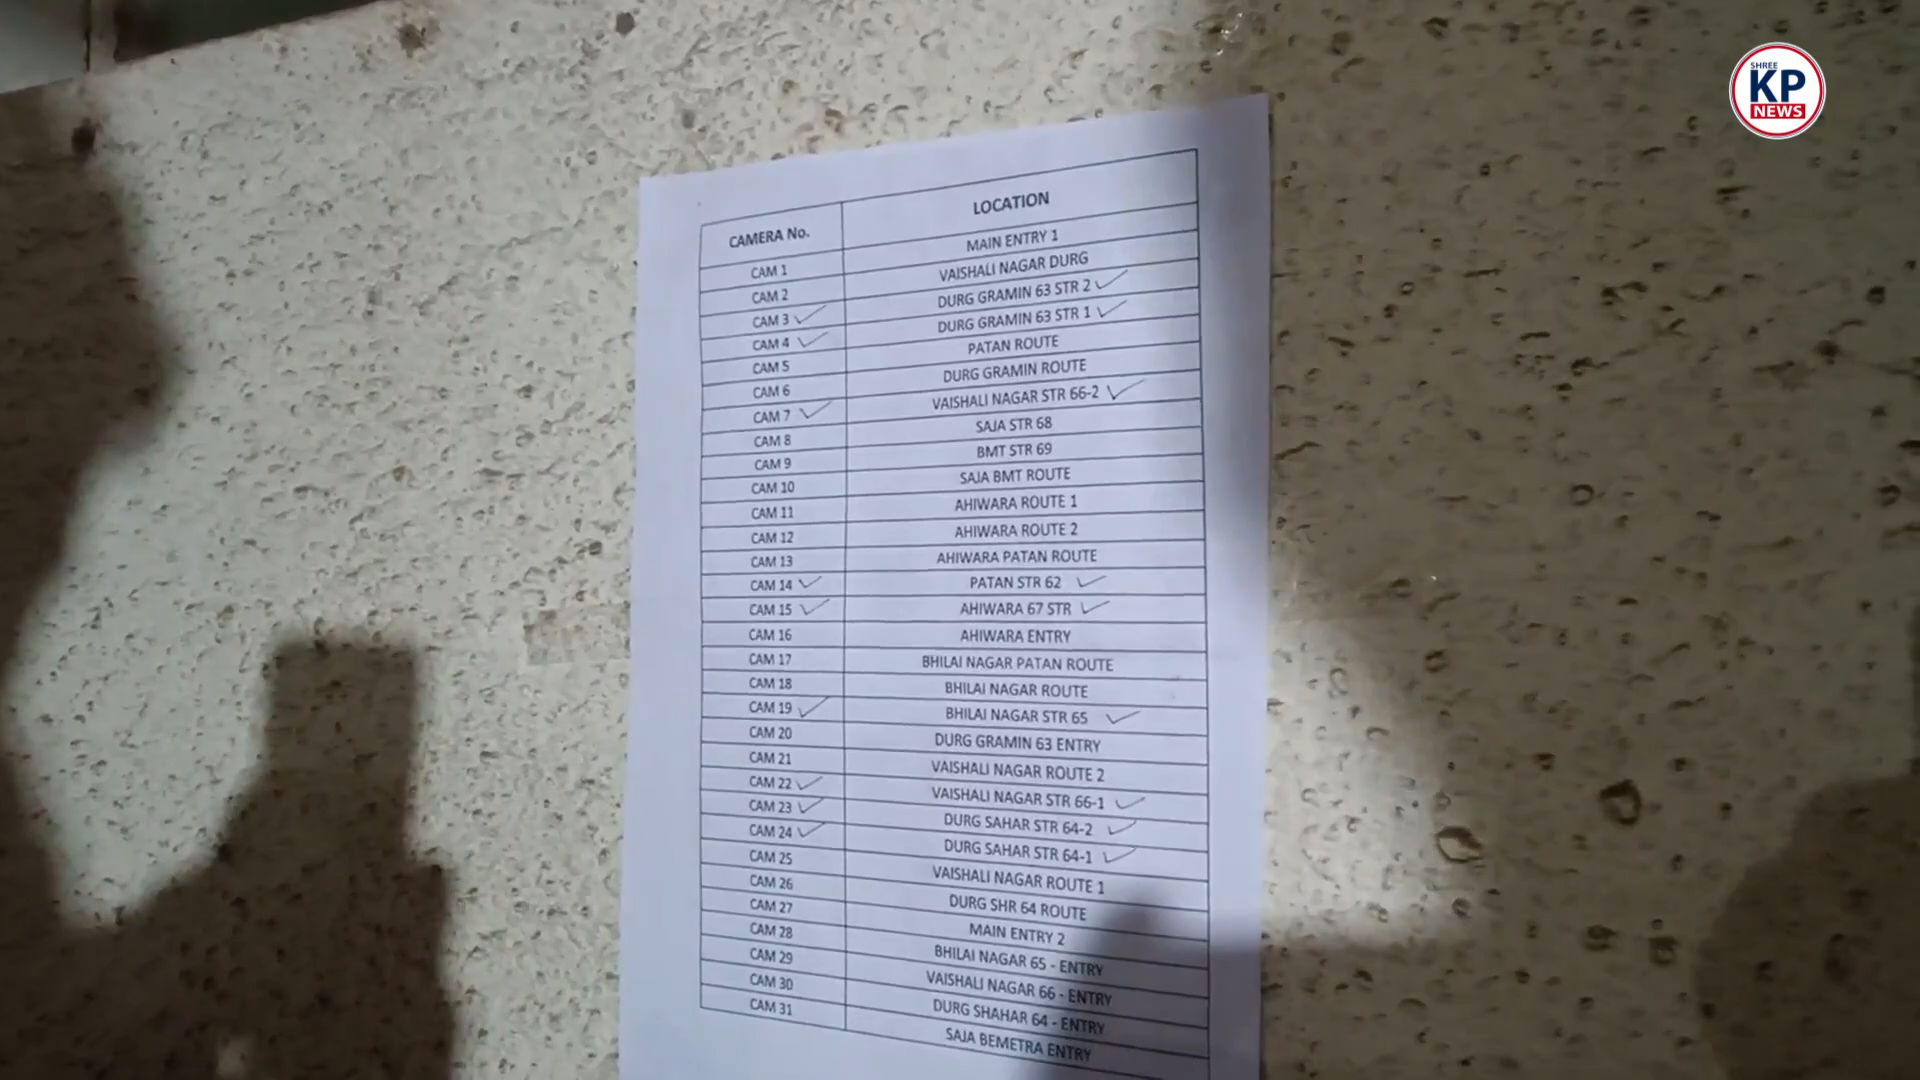 SHREE
KP
NEWS
CAMERA No. LOCATION
CAM 1 MAIN ENTRY 1
CAM 2 VAISHALI NAGAR DURG
CAM 3 DURG GRAMIN 63 STR 2
CAM 4 DURG GRAMIN 63 STR 1
CAM 5 PATAN ROUTE
CAM 6 DURG GRAMIN ROUTE
CAM 7 VAISHALI NAGAR STR 66-2
CAM 8 SAJA STR 68
CAM 9 BMT STR 69
CAM 10 SAJA BMT ROUTE
CAM 11 AHIWARA ROUTE 1
CAM 12 AHIWARA ROUTE 2
CAM 13 AHIWARA PATAN ROUTE
CAM 14 PATAN STR 62
CAM 15 AHIWARA 67 STR
CAM 16 AHIWARA ENTRY
CAM 17 BHILAI NAGAR PATAN ROUTE
CAM 18 BHILAI NAGAR ROUTE
CAM 19 BHILAI NAGAR STR 65
CAM 20 DURG GRAMIN 63 ENTRY
CAM 21 VAISHALI NAGAR ROUTE 2
CAM 22 VAISHALI NAGAR STR 66-1
CAM 23 DURG SAHAR STR 64-2
CAM 24 DURG SAHAR STR 64-1
CAM 25 VAISHALI NAGAR ROUTE 1
CAM 26 DURG SHR 64 ROUTE
CAM 27 MAIN ENTRY 2
CAM 28 BHILAI NAGAR 65 - ENTRY
CAM 29 VAISHALI NAGAR 66 - ENTRY
CAM 30 DURG SHAHAR 64 - ENTRY
CAM 31 SAJA BEMETRA ENTRY